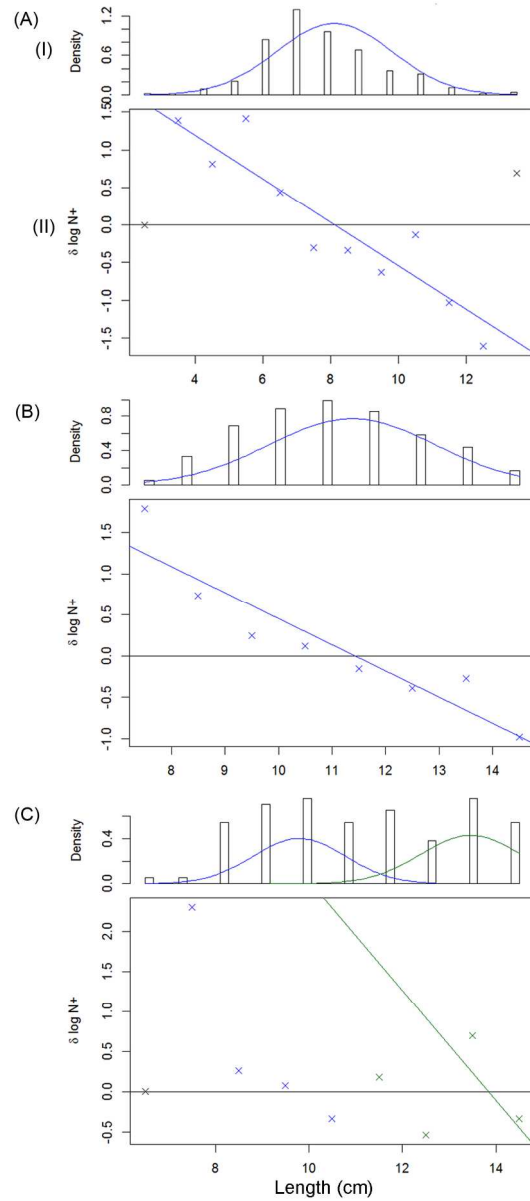 (A)
(I)
Density
0.0 0.6 1.2
(II)
δ log N+
-1.5 -1.0 -0.5 0.0 0.5 1.0 1.5
4 6 8 10 12
(B)
Density
0.0 0.4 0.8
δ log N+
-1.0 -0.5 0.0 0.5 1.0 1.5
8 9 10 11 12 13 14
(C)
Density
0.0 0.4
δ log N+
-0.5 0.0 0.5 1.0 2.0
8 10 12 14
Length (cm)